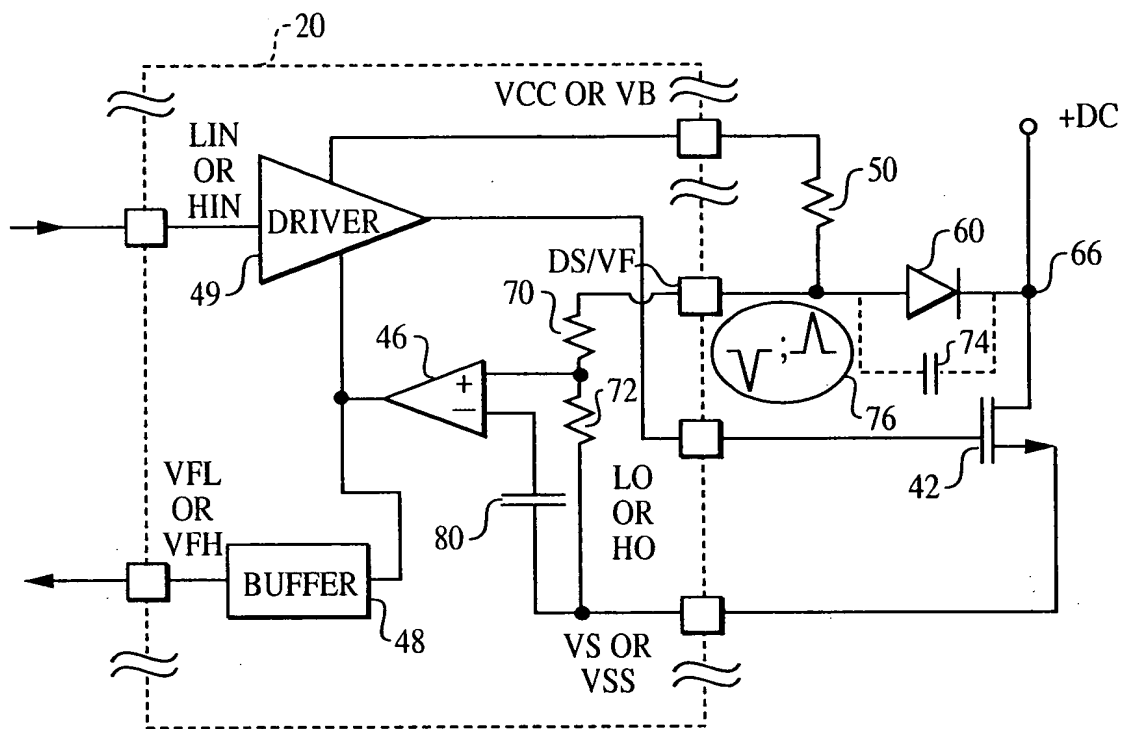 20
VCC OR VB
+DC
LIN
OR
HIN
50
DRIVER
60
66
DS/VF
49
70
46
+
−
72
;
74
76
42
VFL
OR
VFH
LO
OR
HO
80
BUFFER
48
VS OR
VSS